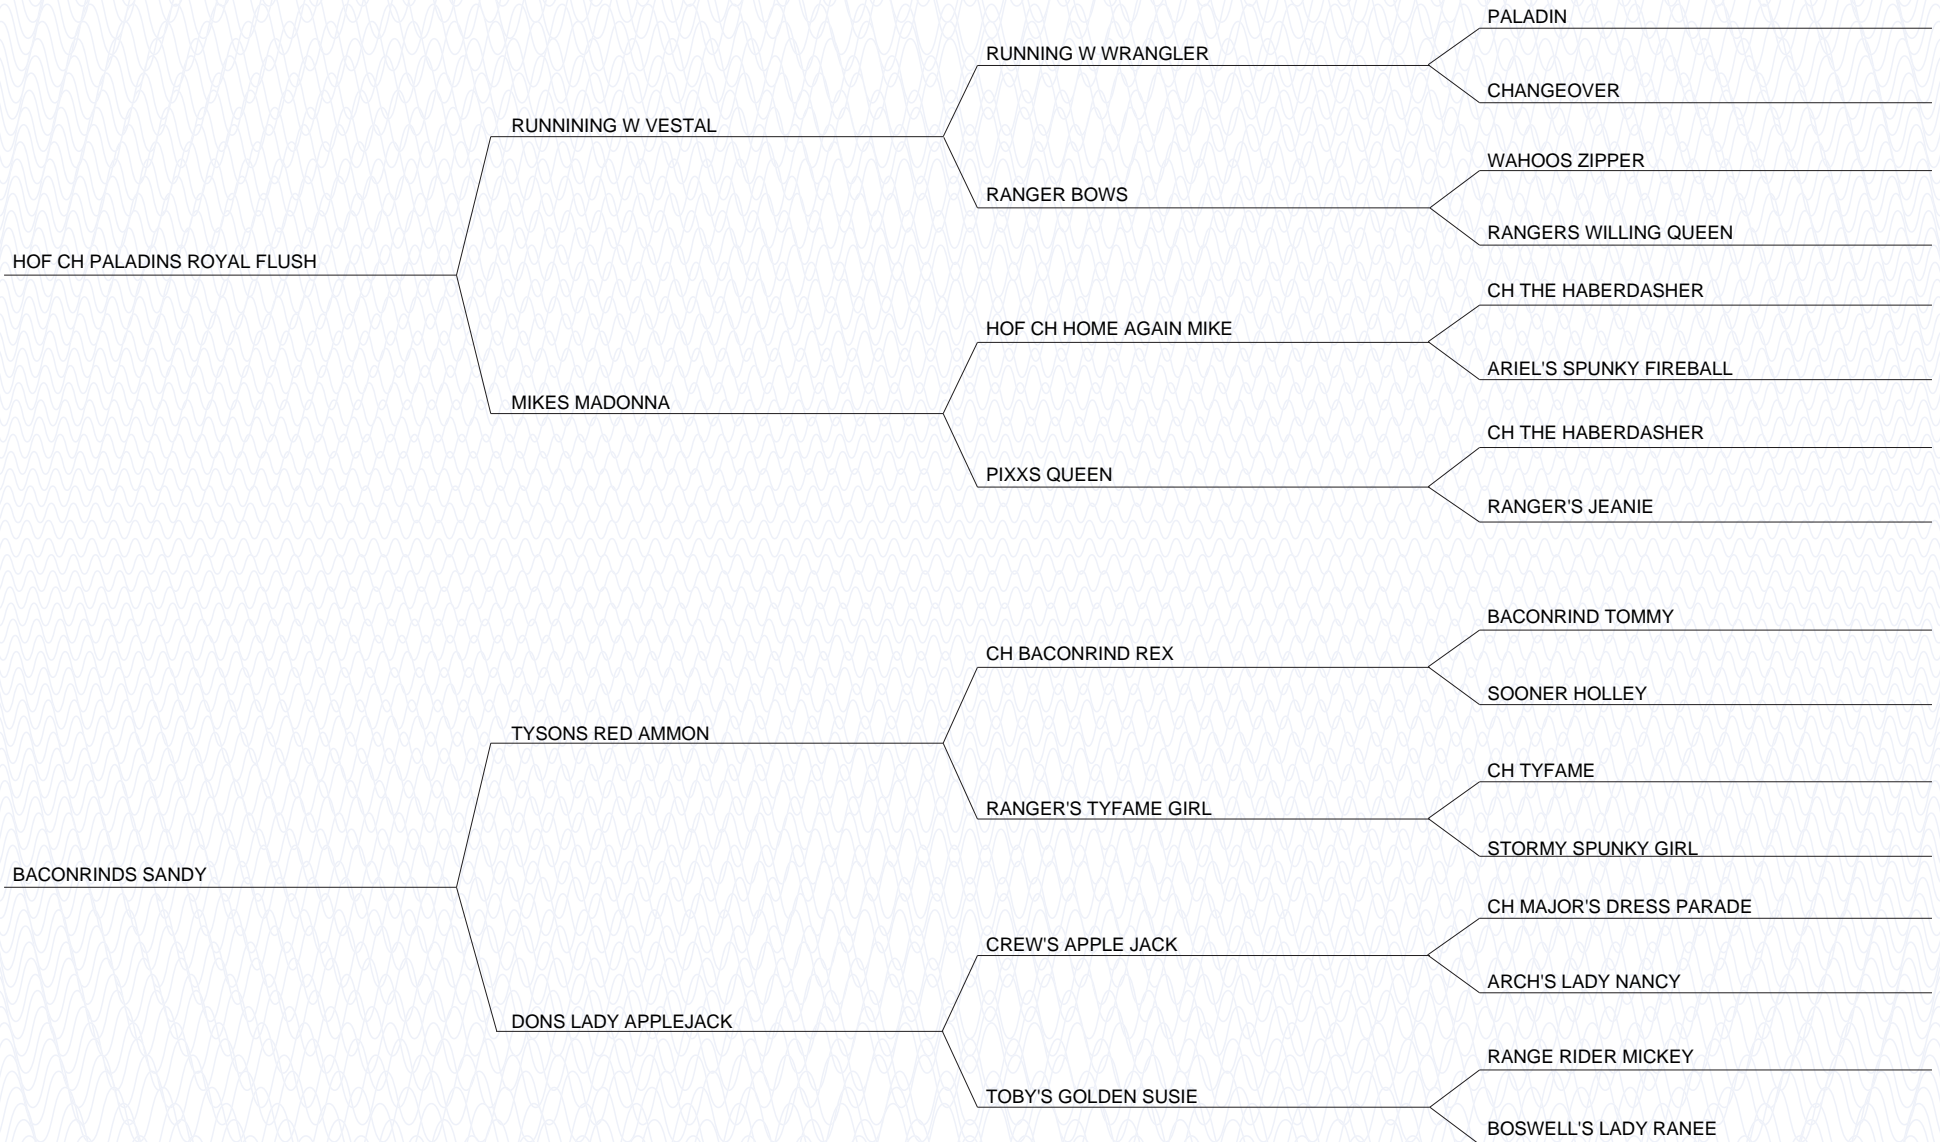 PALADIN
RUNNING W WRANGLER
CHANGEOVER
RUNNINING W VESTAL
WAHOOS ZIPPER
RANGER BOWS
RANGERS WILLING QUEEN
HOF CH PALADINS ROYAL FLUSH
CH THE HABERDASHER
HOF CH HOME AGAIN MIKE
ARIEL'S SPUNKY FIREBALL
MIKES MADONNA
CH THE HABERDASHER
PIXXS QUEEN
RANGER'S JEANIE
BACONRIND TOMMY
CH BACONRIND REX
SOONER HOLLEY
TYSONS RED AMMON
CH TYFAME
RANGER'S TYFAME GIRL
STORMY SPUNKY GIRL
BACONRINDS SANDY
CH MAJOR'S DRESS PARADE
CREW'S APPLE JACK
ARCH'S LADY NANCY
DONS LADY APPLEJACK
RANGE RIDER MICKEY
TOBY'S GOLDEN SUSIE
BOSWELL'S LADY RANEE